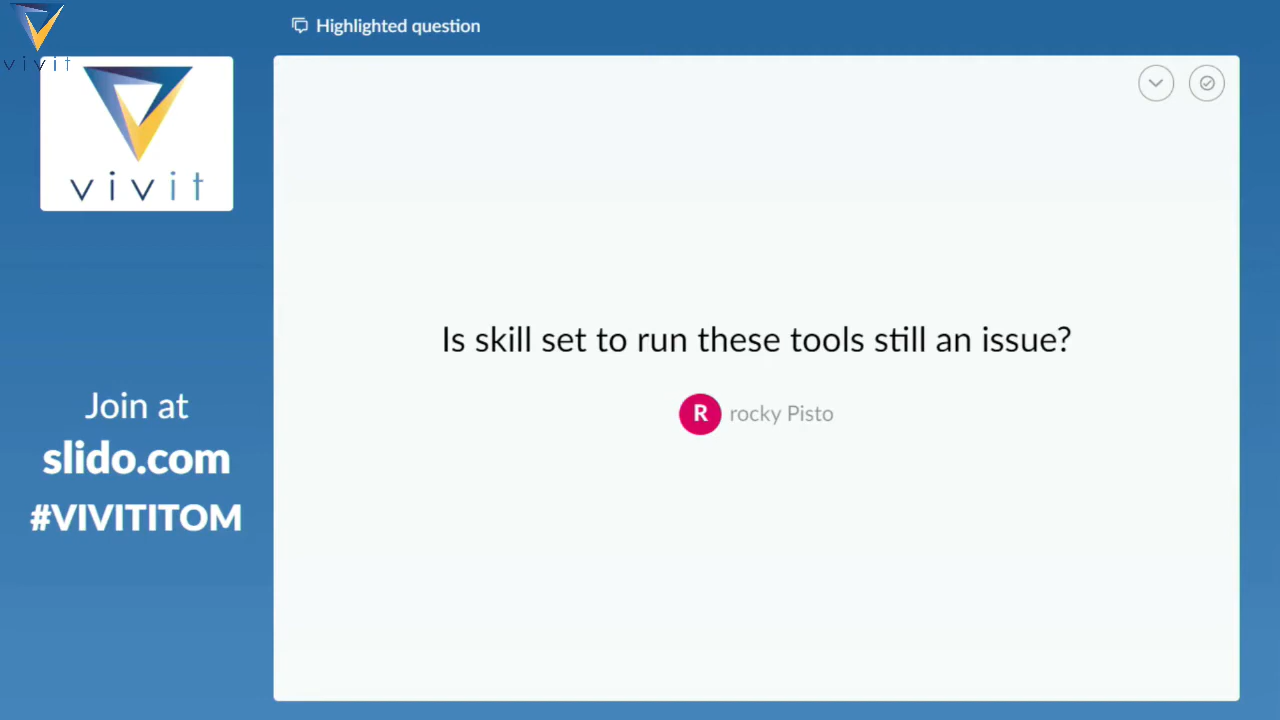 vivit
Highlighted question
vivit
Is skill set to run these tools still an issue?
R rocky Pisto
Join at
slido.com
#VIVITITOM